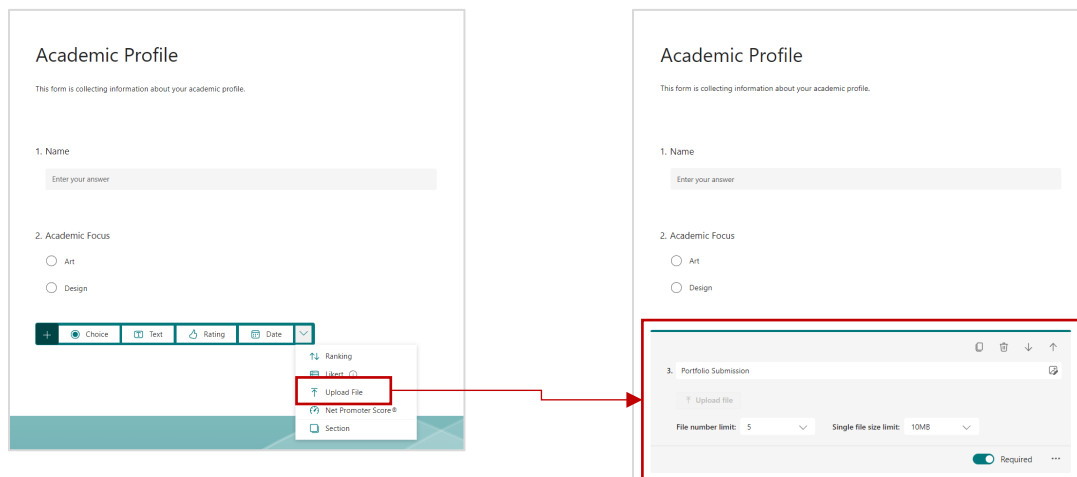 Academic Profile
This form is collecting information about your academic profile.
1. Name
Enter your answer
2. Academic Focus
Art
Design
Choice Text Rating Date
Ranking
Likert
Upload File
Net Promoter Score®
Section
Academic Profile
This form is collecting information about your academic profile.
1. Name
Enter your answer
2. Academic Focus
Art
Design
3. Portfolio Submission
Upload file
File number limit: 5 Single file size limit: 10MB
Required